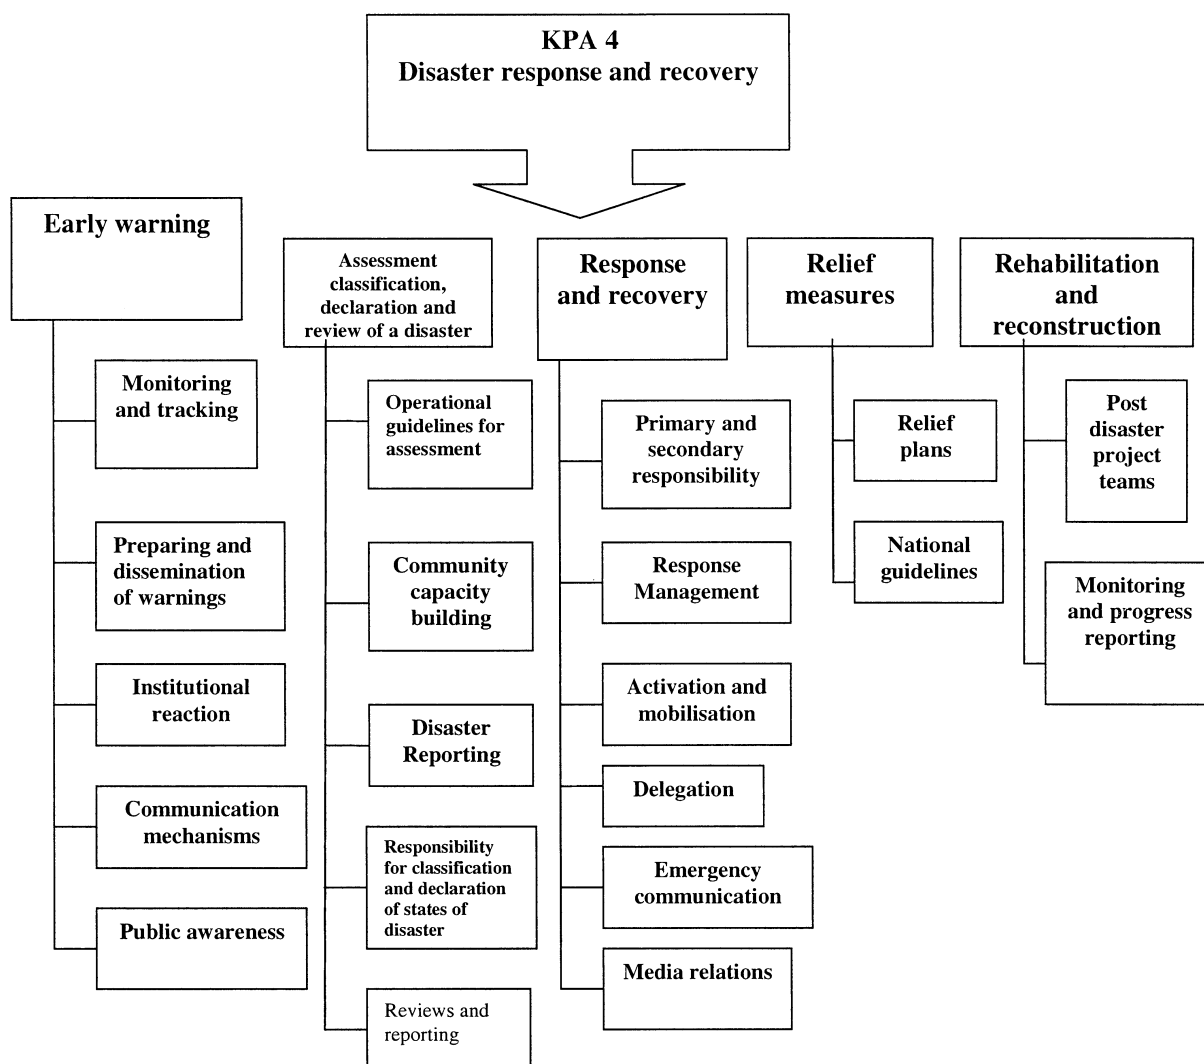 KPA 4
Disaster response and recovery
Early warning
Monitoring
and tracking
Preparing and
dissemination
of warnings
Institutional
reaction
Communication
mechanisms
Public awareness
Assessment
classification,
declaration and
review of a disaster
Operational
guidelines for
assessment
Community
capacity
building
Disaster
Reporting
Responsibility
for classification
and declaration
of states of
disaster
Reviews and
reporting
Response
and recovery
Primary and
secondary
responsibility
Response
Management
Activation and
mobilisation
Delegation
Emergency
communication
Media relations
Relief
measures
Relief
plans
National
guidelines
Rehabilitation
and
reconstruction
Post
disaster
project
teams
Monitoring
and progress
reporting